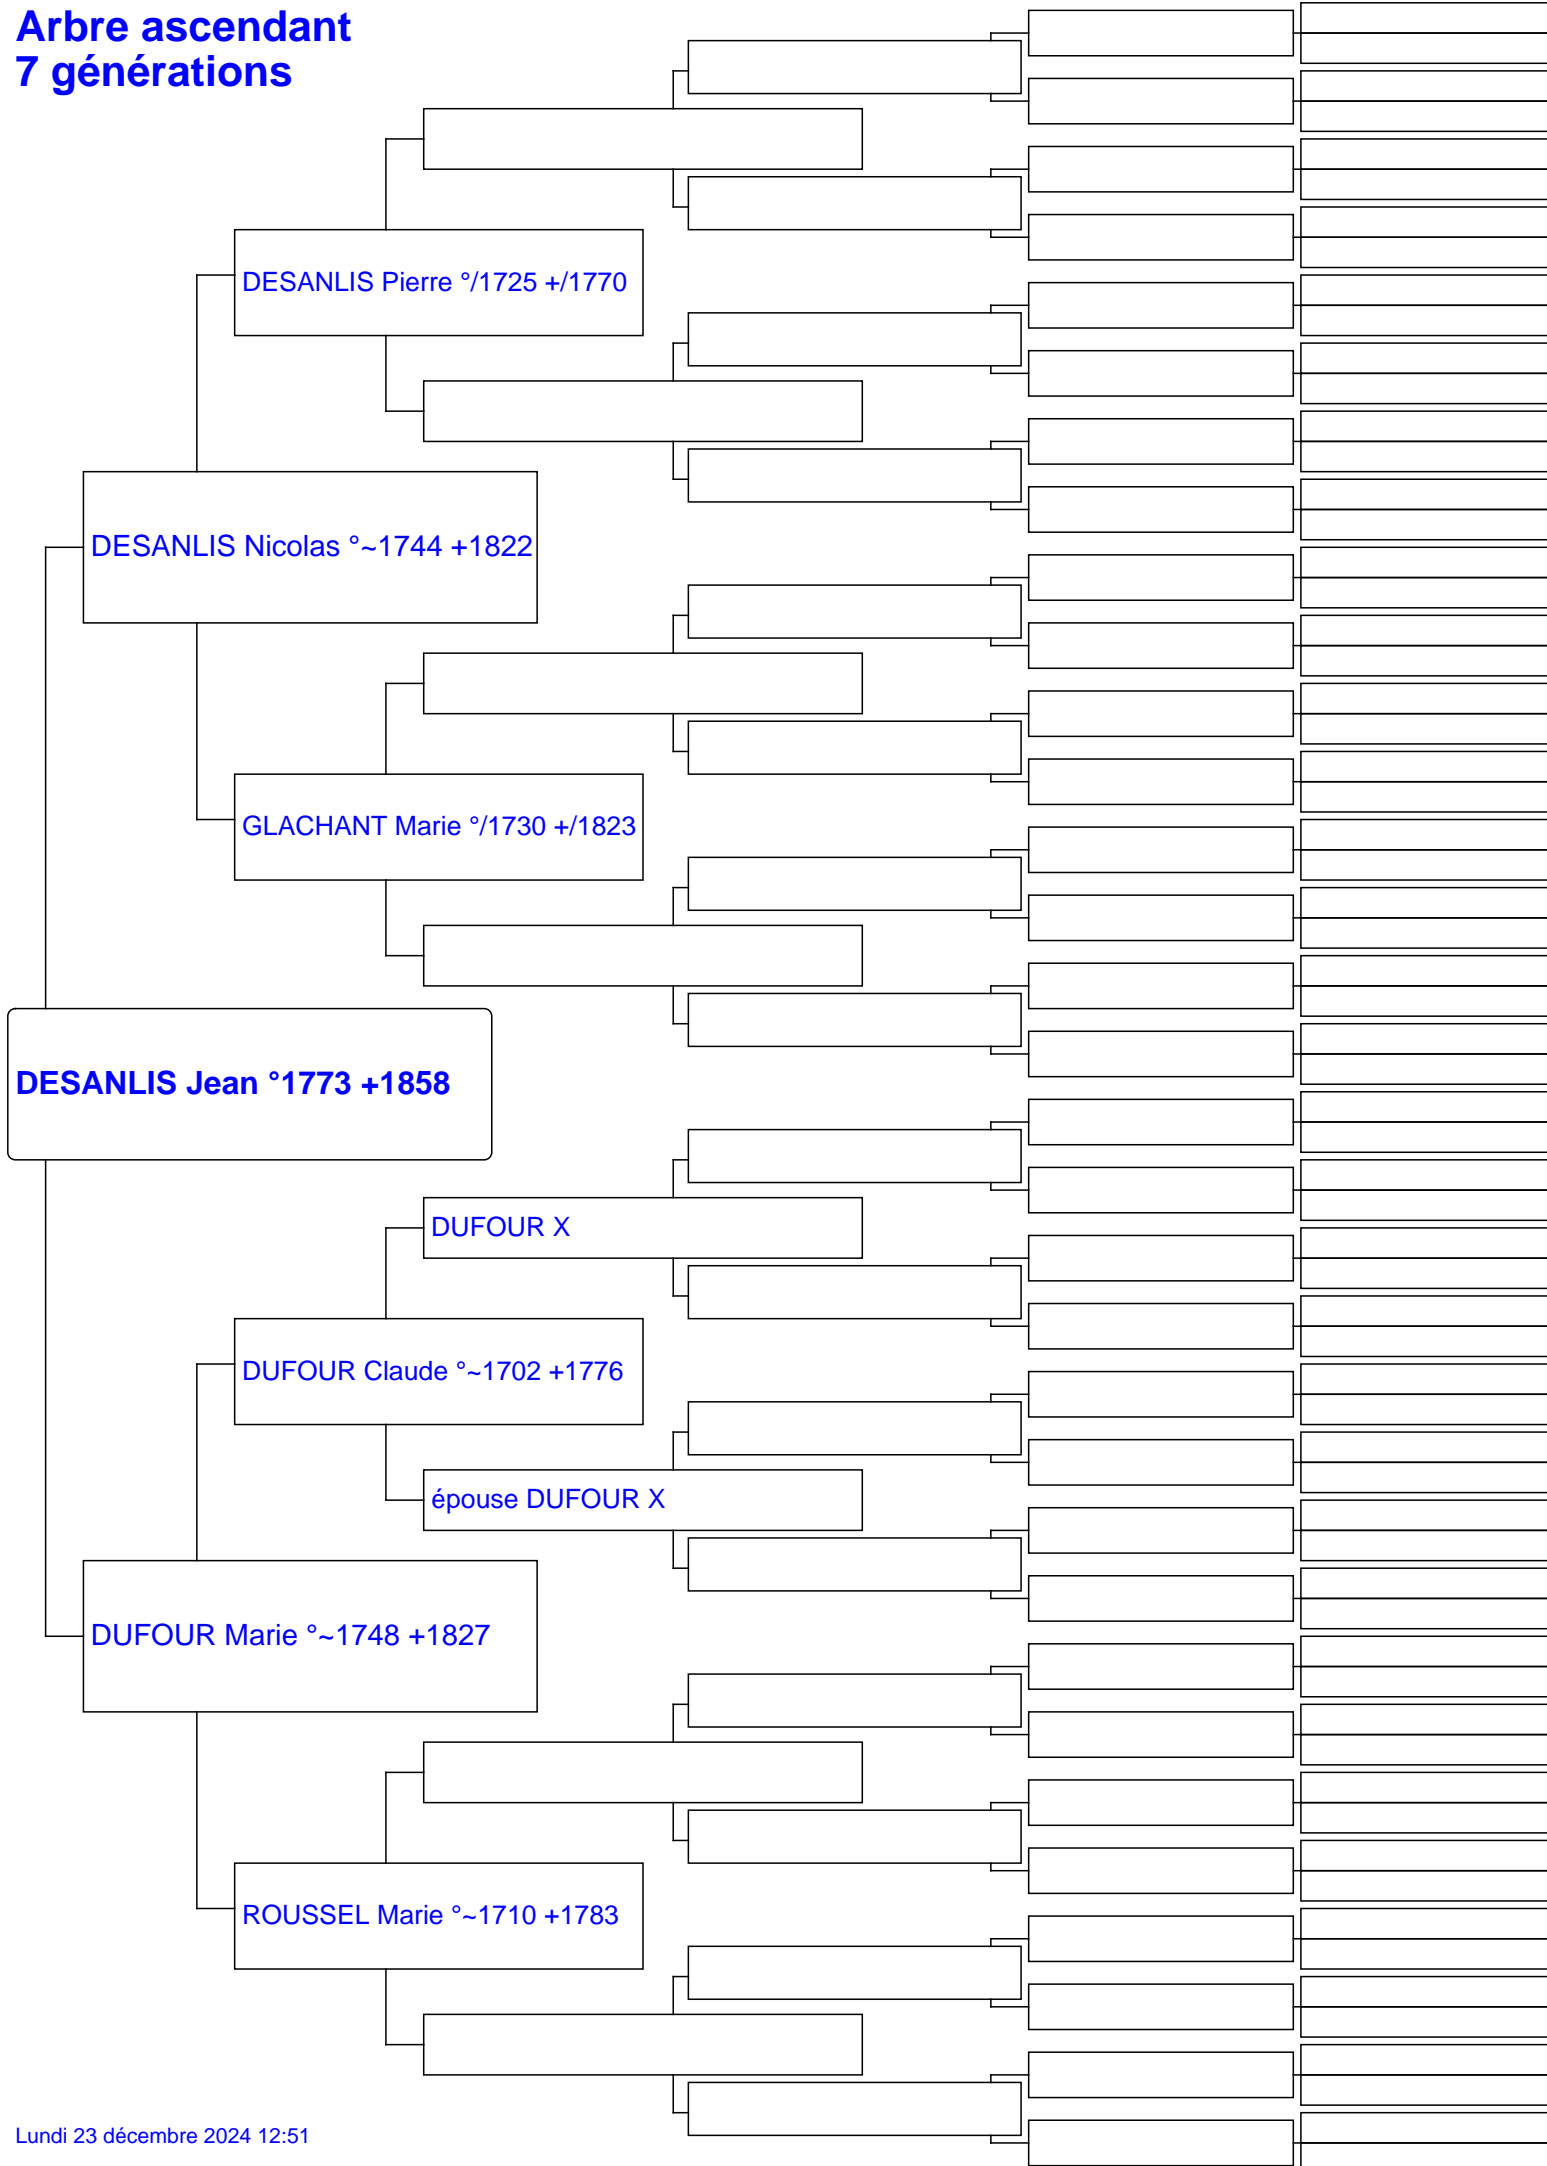 Arbre ascendant
7 générations
DESANLIS Pierre °/1725 +/1770
DESANLIS Nicolas °~1744 +1822
GLACHANT Marie °/1730 +/1823
DESANLIS Jean °1773 +1858
DUFOUR X
DUFOUR Claude °~1702 +1776
épouse DUFOUR X
DUFOUR Marie °~1748 +1827
ROUSSEL Marie °~1710 +1783
Lundi 23 décembre 2024 12:51